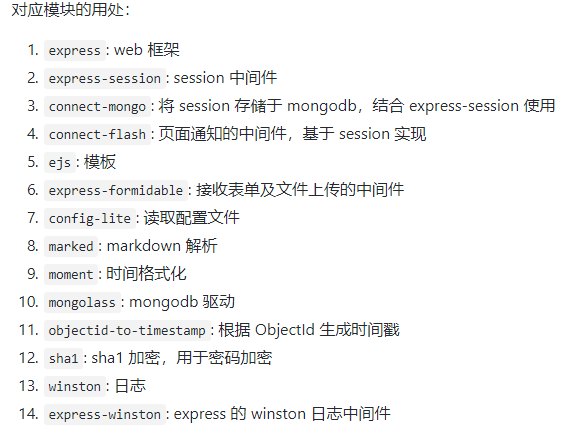 对应模块的用处：
1. express: web 框架
2. express-session: session 中间件
3. connect-mongo: 将 session 存储于 mongodb，结合 express-session 使用
4. connect-flash: 页面通知的中间件，基于 session 实现
5. ejs: 模板
6. express-formidable: 接收表单及文件上传的中间件
7. config-lite: 读取配置文件
8. marked: markdown 解析
9. moment: 时间格式化
10. mongolass: mongodb 驱动
11. objectid-to-timestamp: 根据 ObjectId 生成时间戳
12. sha1: sha1 加密，用于密码加密
13. winston: 日志
14. express-winston: express 的 winston 日志中间件